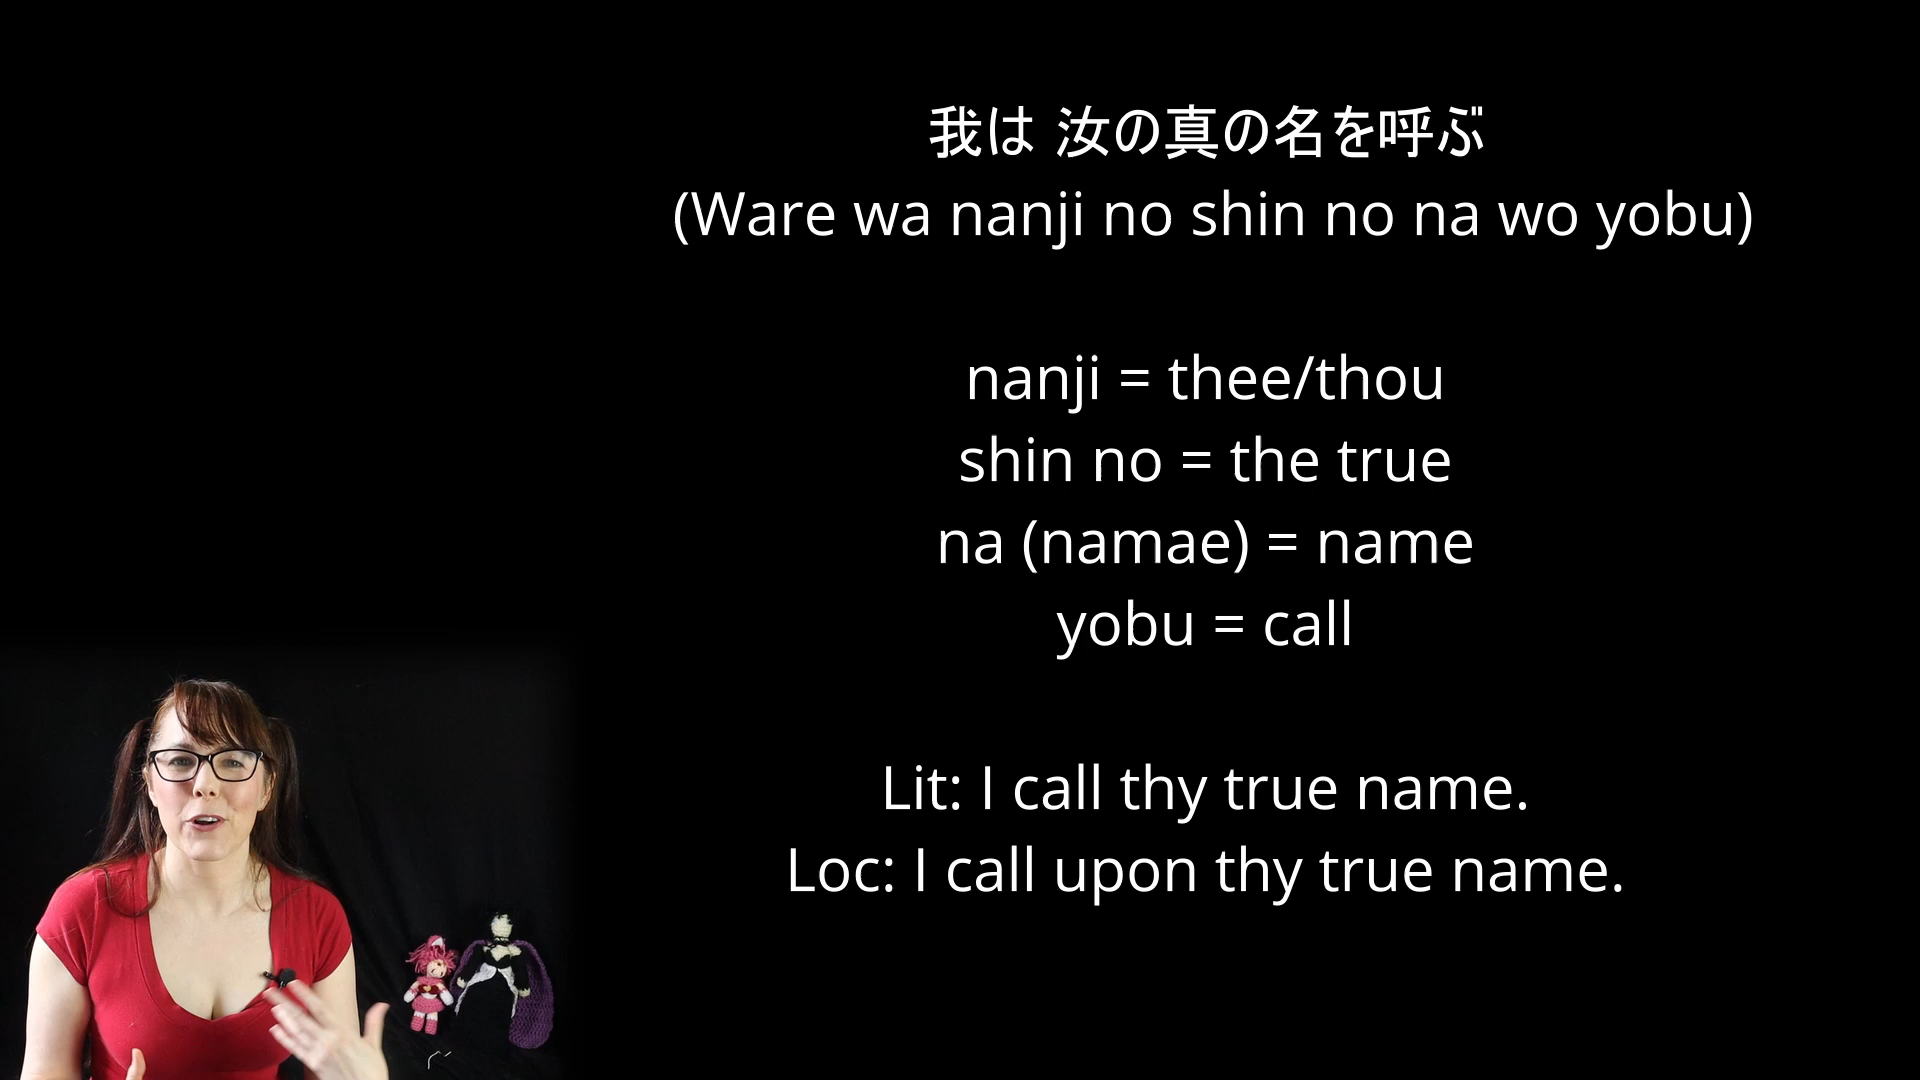 我は 汝の真の名を呼ぶ
(Ware wa nanji no shin no na wo yobu)
nanji = thee/thou
shin no = the true
na (namae) = name
yobu = call
Lit: I call thy true name.
Loc: I call upon thy true name.